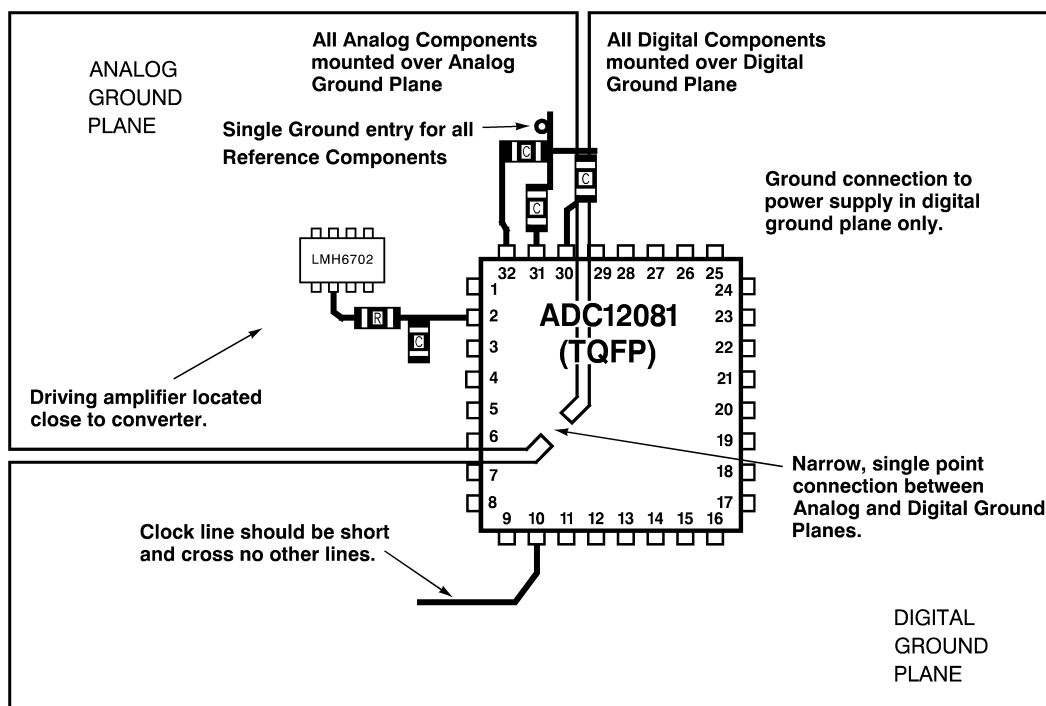 All Analog Components
mounted over Analog
Ground Plane
All Digital Components
mounted over Digital
Ground Plane
ANALOG
GROUND
PLANE
Single Ground entry for all
Reference Components
C
C
C
Ground connection to
power supply in digital
ground plane only.
LMH6702
R
C
32 31 30 29 28 27 26 25
1
2
3
4
5
6
7
8
ADC12081
(TQFP)
24
23
22
21
20
19
18
17
9 10 11 12 13 14 15 16
Driving amplifier located
close to converter.
Narrow, single point
connection between
Analog and Digital Ground
Planes.
Clock line should be short
and cross no other lines.
DIGITAL
GROUND
PLANE